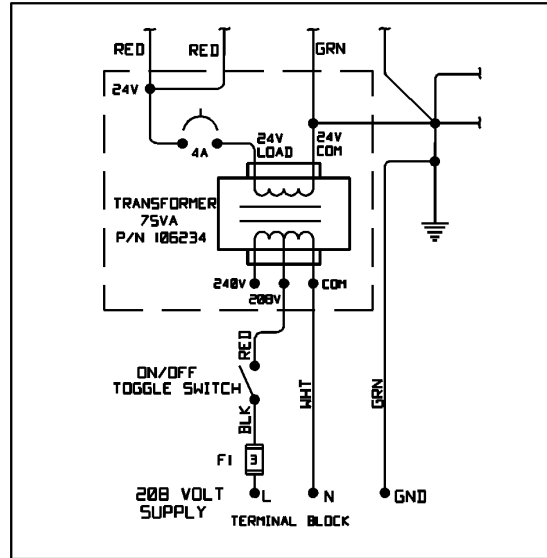 RED
RED
GRN
24V
4A
24V
LOAD
24V
COM
TRANSFORMER
75VA
P/N 106234
240V
208V
COM
RED
ON/OFF
TOGGLE SWITCH
BLK
WHT
GRN
F1
3
208 VOLT
SUPPLY
L
N
GND
TERMINAL BLOCK